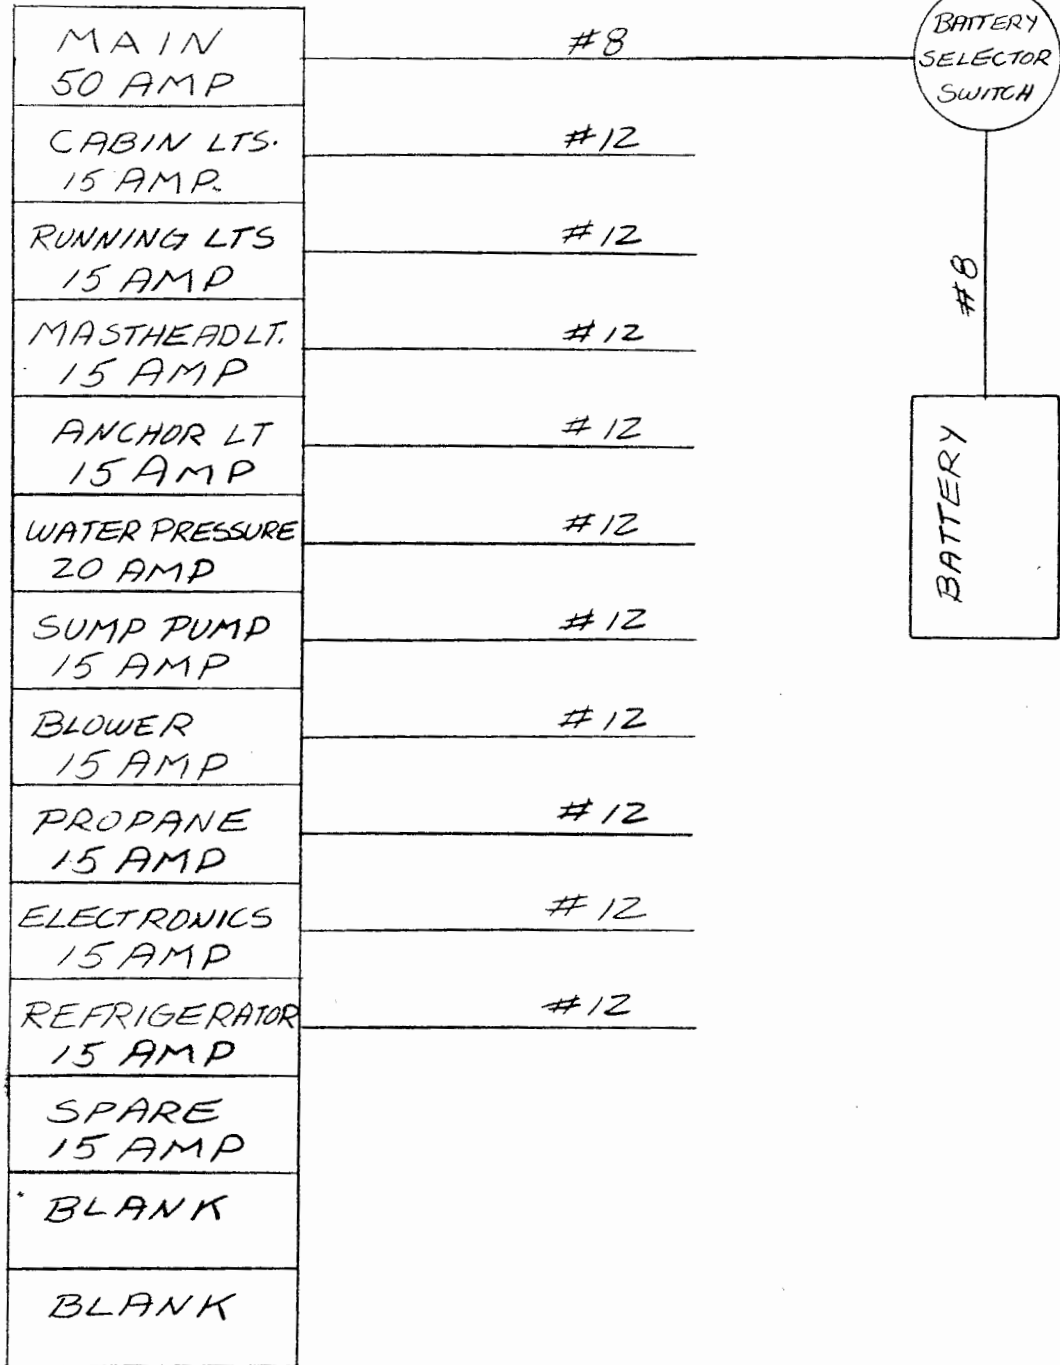 MAIN
50 AMP
#8
BATTERY
SELECTOR
SWITCH
CABIN LTS.
15 AMP.
#12
RUNNING LTS
15 AMP
#12
#8
MASTHEAD LT.
15 AMP
#12
ANCHOR LT
15 AMP
#12
BATTERY
WATER PRESSURE
20 AMP
#12
SUMP PUMP
15 AMP
#12
BLOWER
15 AMP
#12
PROPANE
15 AMP
#12
ELECTRONICS
15 AMP
#12
REFRIGERATOR
15 AMP
#12
SPARE
15 AMP
BLANK
BLANK